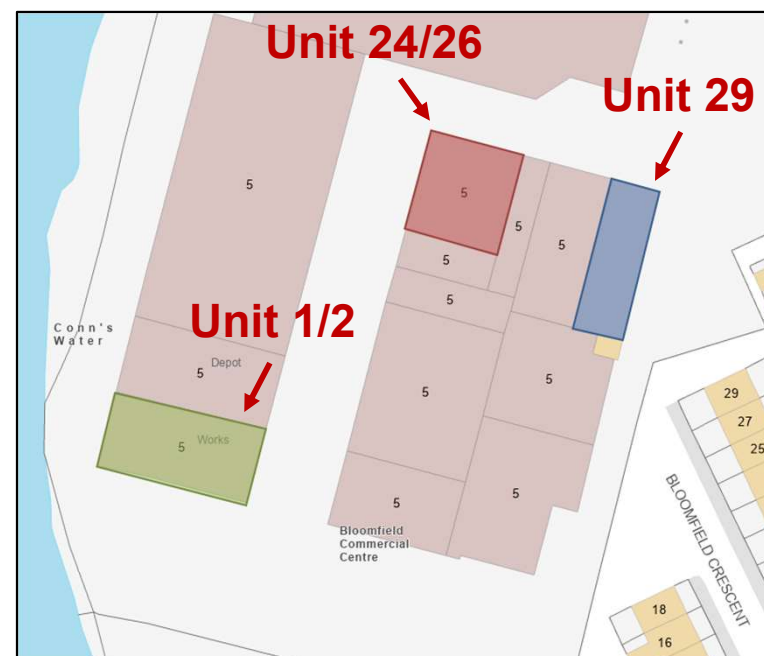 Unit 24/26
Unit 29
5
5
5
5
5
5
Conn's
Water
Unit 1/2
Depot
5
5
5
29
27
25
5
Works
5
5
Bloomfield
Commercial
Centre
BLOOMFIELD CRESCENT
18
16